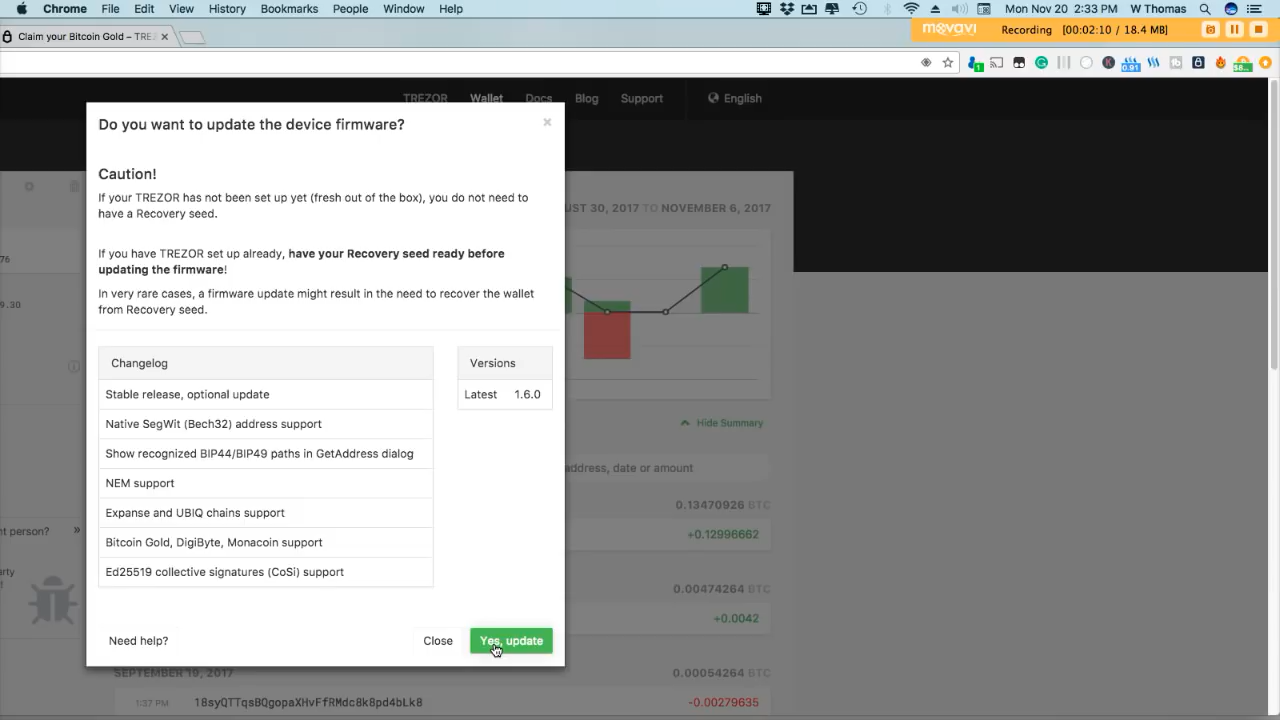 Chrome File Edit View History Bookmarks People Window Help Mon Nov 20 2:33 PM W Thomas
movavi Recording [00:02:10 / 18.4 MB]
Claim your Bitcoin Gold – TRE
1 0.91 $8
TREZOR Wallet Docs Blog Support English
Do you want to update the device firmware? ×
Caution!
If your TREZOR has not been set up yet (fresh out of the box), you do not need to
have a Recovery seed.
If you have TREZOR set up already, have your Recovery seed ready before
updating the firmware!
In very rare cases, a firmware update might result in the need to recover the wallet
from Recovery seed.
Changelog
Stable release, optional update
Native SegWit (Bech32) address support
Show recognized BIP44/BIP49 paths in GetAddress dialog
NEM support
Expanse and UBIQ chains support
Bitcoin Gold, DigiByte, Monacoin support
Ed25519 collective signatures (CoSi) support
Versions
Latest 1.6.0
Need help? Close Yes, update
UST 30, 2017 TO NOVEMBER 6, 2017
76
9.30
Hide Summary
address, date or amount
0.13470926 BTC
+0.12996662
nt person? »
arty
!
0.00474264 BTC
+0.0042
SEPTEMBER 19, 2017 0.00054264 BTC
1:37 PM 18syQTTqsBQgopaXHvFfRMdc8k8pd4bLk8 -0.00279635